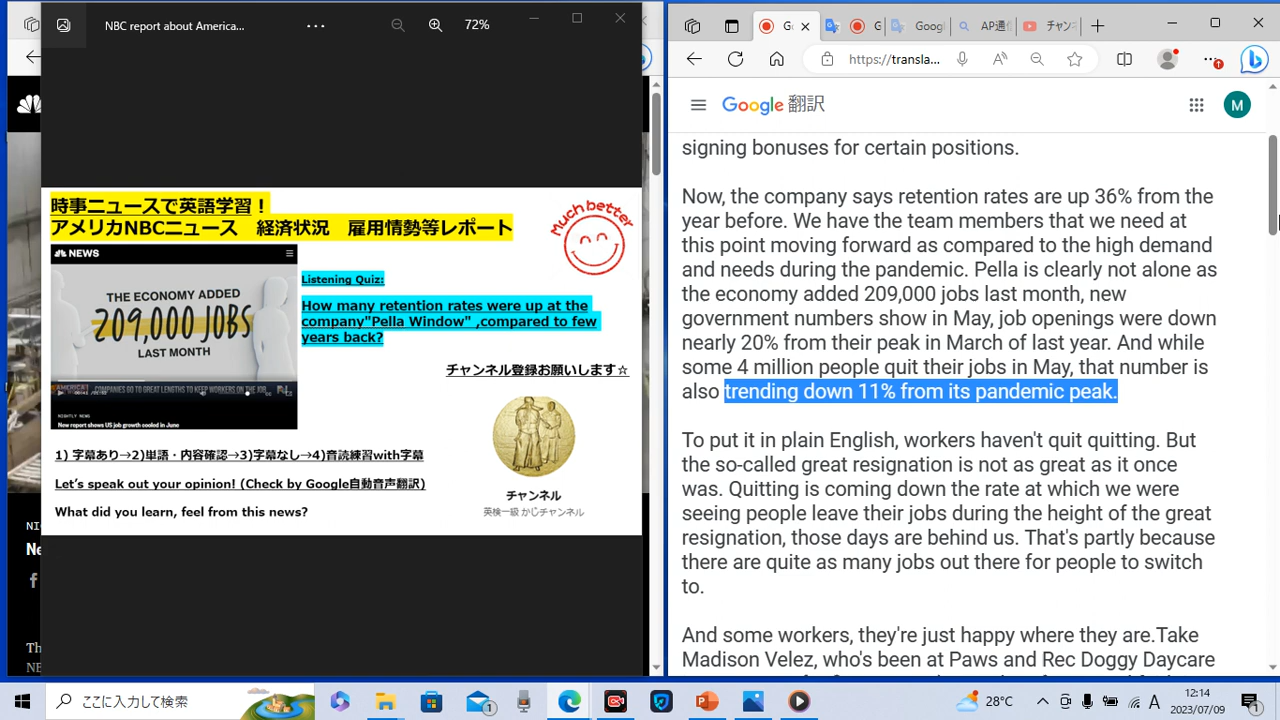 NBC report about America...
72%
時事ニュースで英語学習！
アメリカNBCニュース 経済状況 雇用情勢等レポート
Much better
NEWS
THE ECONOMY ADDED
209,000 JOBS
LAST MONTH
COMPANIES GO TO GREAT LENGTHS TO KEEP WORKERS ON THE JOB
NIGHTLY NEWS
New report shows US job growth cooled in June
Listening Quiz:
How many retention rates were up at the
company"Pella Window" ,compared to few
years back?
チャンネル登録お願いします☆
1) 字幕あり→2)単語・内容確認→3)字幕なし→4)音読練習with字幕
Let's speak out your opinion! (Check by Google自動音声翻訳)
What did you learn, feel from this news?
チャンネル
英検一級 かじチャンネル
NI
Ne
Th
NE
G
Goog
AP通信
チャン
https://transla...
Google 翻訳
M
signing bonuses for certain positions.
Now, the company says retention rates are up 36% from the
year before. We have the team members that we need at
this point moving forward as compared to the high demand
and needs during the pandemic. Pella is clearly not alone as
the economy added 209,000 jobs last month, new
government numbers show in May, job openings were down
nearly 20% from their peak in March of last year. And while
some 4 million people quit their jobs in May, that number is
also trending down 11% from its pandemic peak.
To put it in plain English, workers haven't quit quitting. But
the so-called great resignation is not as great as it once
was. Quitting is coming down the rate at which we were
seeing people leave their jobs during the height of the great
resignation, those days are behind us. That's partly because
there are quite as many jobs out there for people to switch
to.
And some workers, they're just happy where they are.Take
Madison Velez, who's been at Paws and Rec Doggy Daycare
ここに入力して検索
1
28°C
A
12:14
2023/07/09
1